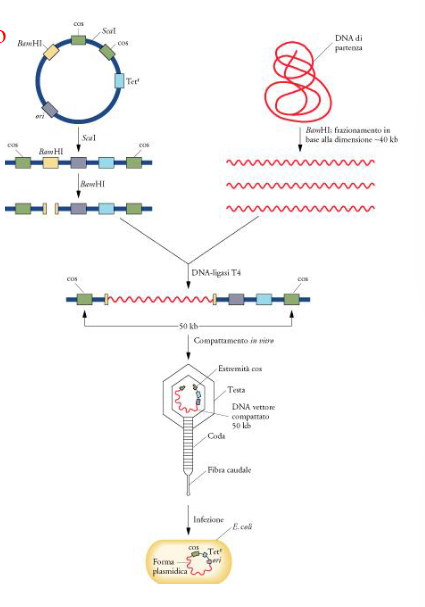 O
cos
ScaI
BamHI
cos
Tetʳ
ori
DNA di
partenza
ScaI
BamHI: frazionamento in
base alla dimensione ~40 kb
cos
BamHI
cos
BamHI
DNA-ligasi T4
cos
cos
50 kb
Compattamento in vitro
Estremità cos
Testa
DNA vettore
compattato
50 kb
Coda
Fibra caudale
Infezione
E. coli
cos
Tetʳ
ori
Forma
plasmidica